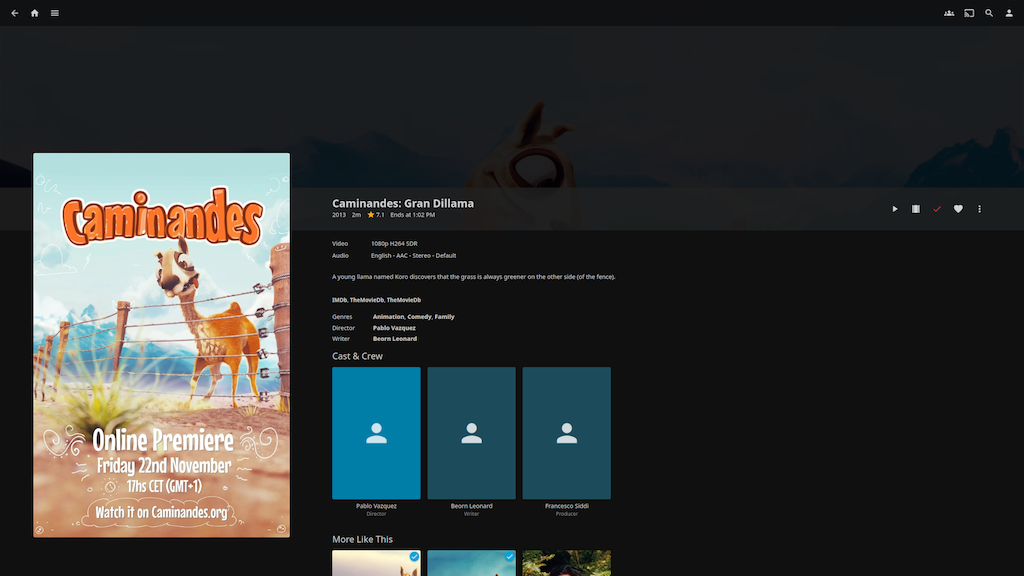 Caminandes
Online Premiere
Friday 22nd November
17hs CET (GMT+1)
Watch it on Caminandes.org
Caminandes: Gran Dillama
2013 2m 7.1 Ends at 1:02 PM
Video 1080p H264 SDR
Audio English - AAC - Stereo - Default
A young llama named Koro discovers that the grass is always greener on the other side (of the fence).
IMDb, TheMovieDb, TheMovieDb
Genres Animation, Comedy, Family
Director Pablo Vazquez
Writer Beorn Leonard
Cast & Crew
Pablo Vazquez Beorn Leonard Francesco Siddi
Director Writer Producer
More Like This